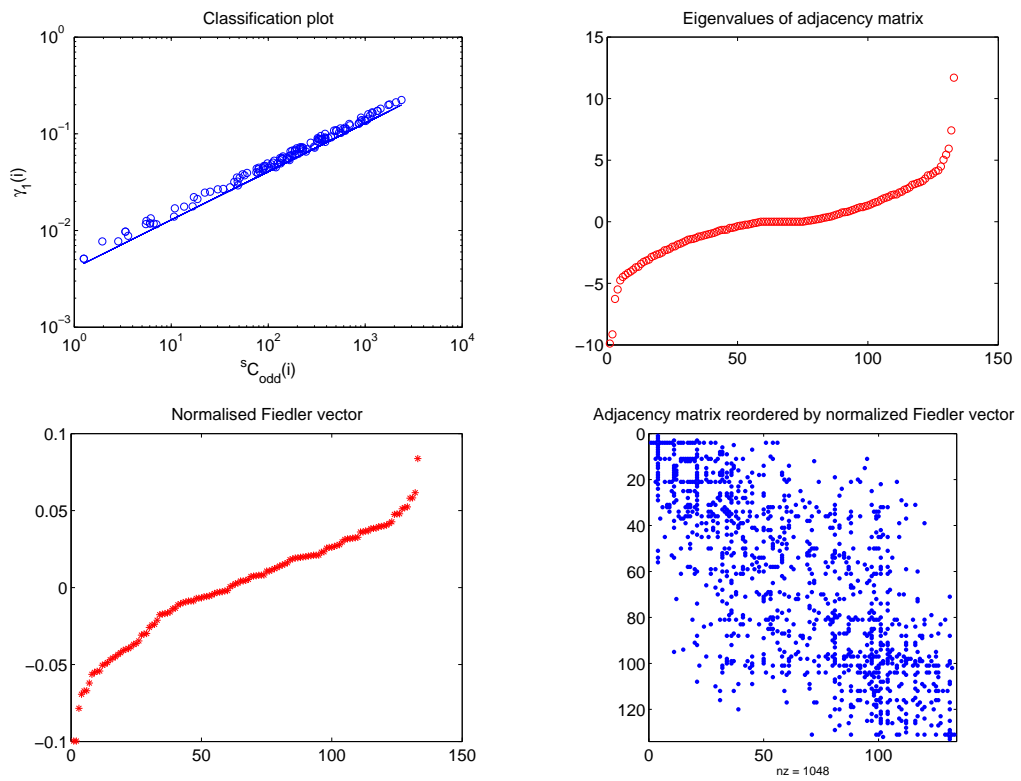 Classification plot
10^0
10^-1
10^-2
10^-3
γ_1(i)
10^0 10^1 10^2 10^3 10^4
^sC_odd(i)
Eigenvalues of adjacency matrix
15
10
5
0
−5
−10
0 50 100 150
Normalised Fiedler vector
0.1
0.05
0
−0.05
−0.1
0 50 100 150
Adjacency matrix reordered by normalized Fiedler vector
0
20
40
60
80
100
120
0 50 100
nz = 1048